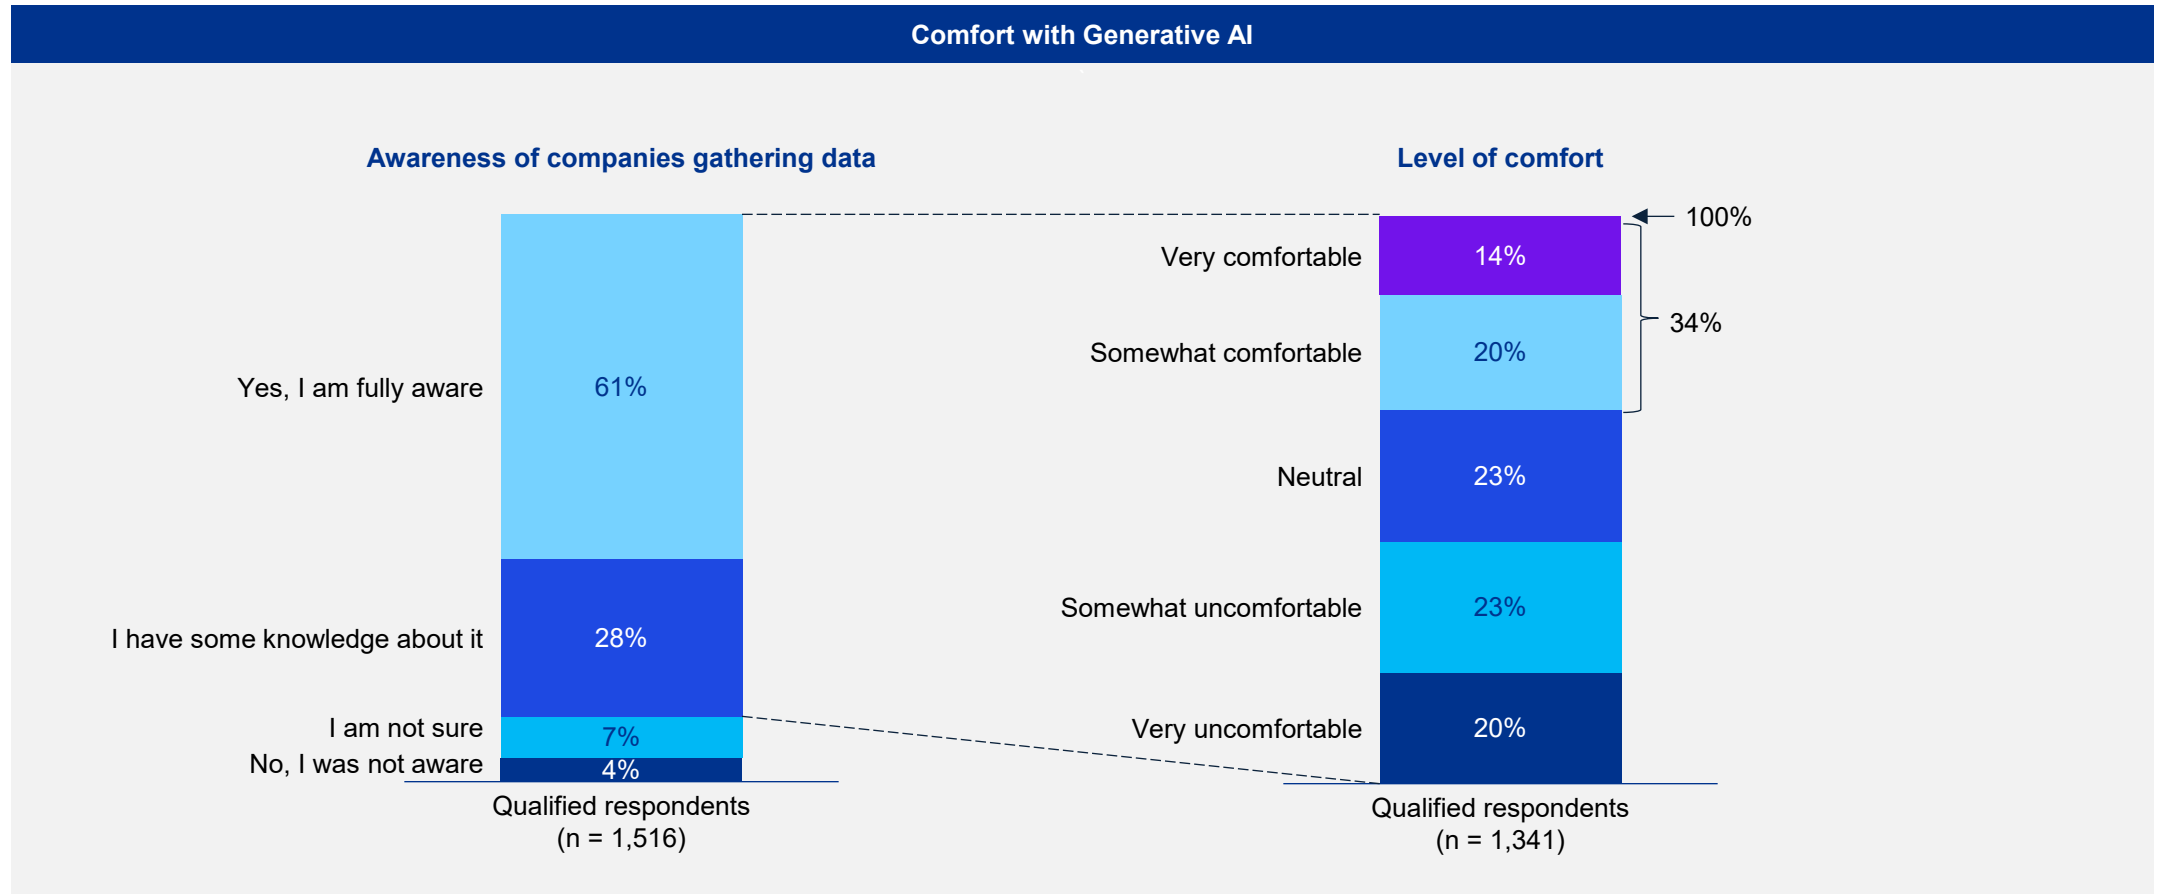 Comfort with Generative AI
Awareness of companies gathering data
Yes, I am fully aware
61%
I have some knowledge about it
28%
I am not sure
7%
No, I was not aware
4%
Qualified respondents
(n = 1,516)
Level of comfort
100%
Very comfortable
14%
34%
Somewhat comfortable
20%
Neutral
23%
Somewhat uncomfortable
23%
Very uncomfortable
20%
Qualified respondents
(n = 1,341)